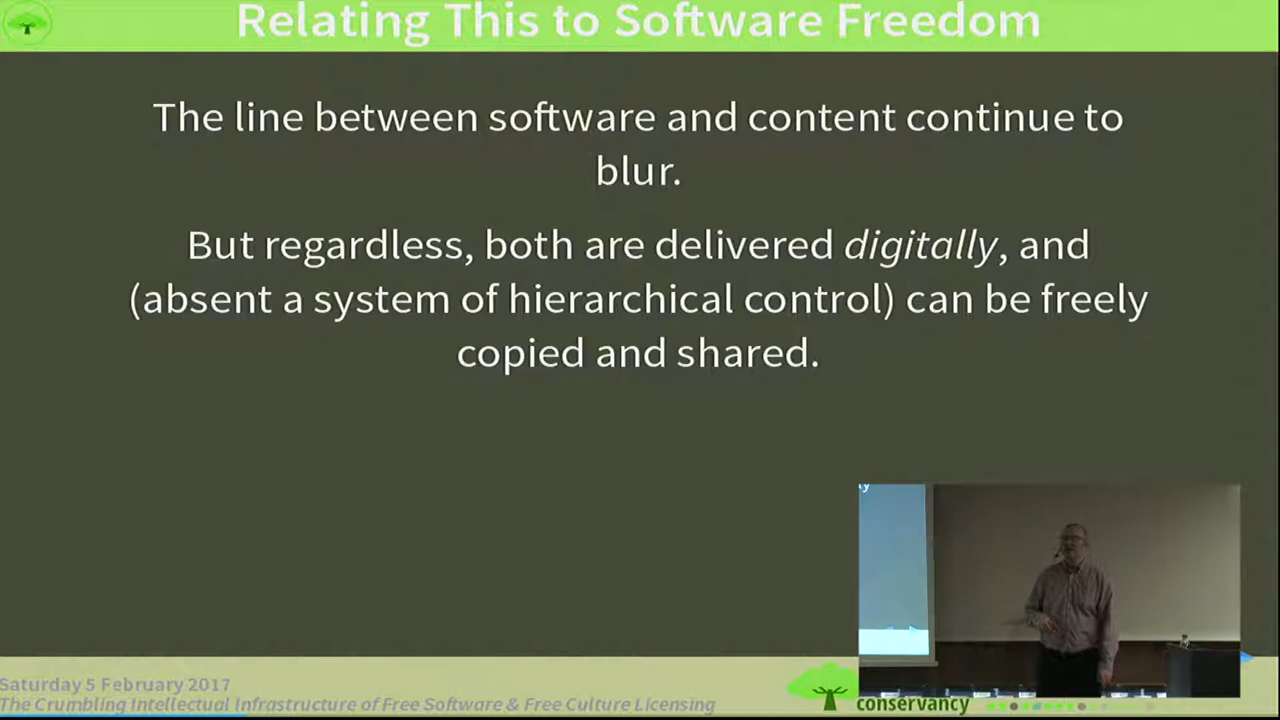 Relating This to Software Freedom
The line between software and content continue to
blur.
But regardless, both are delivered digitally, and
(absent a system of hierarchical control) can be freely
copied and shared.
Saturday 5 February 2017
The Crumbling Intellectual Infrastructure of Free Software & Free Culture Licensing
conservancy